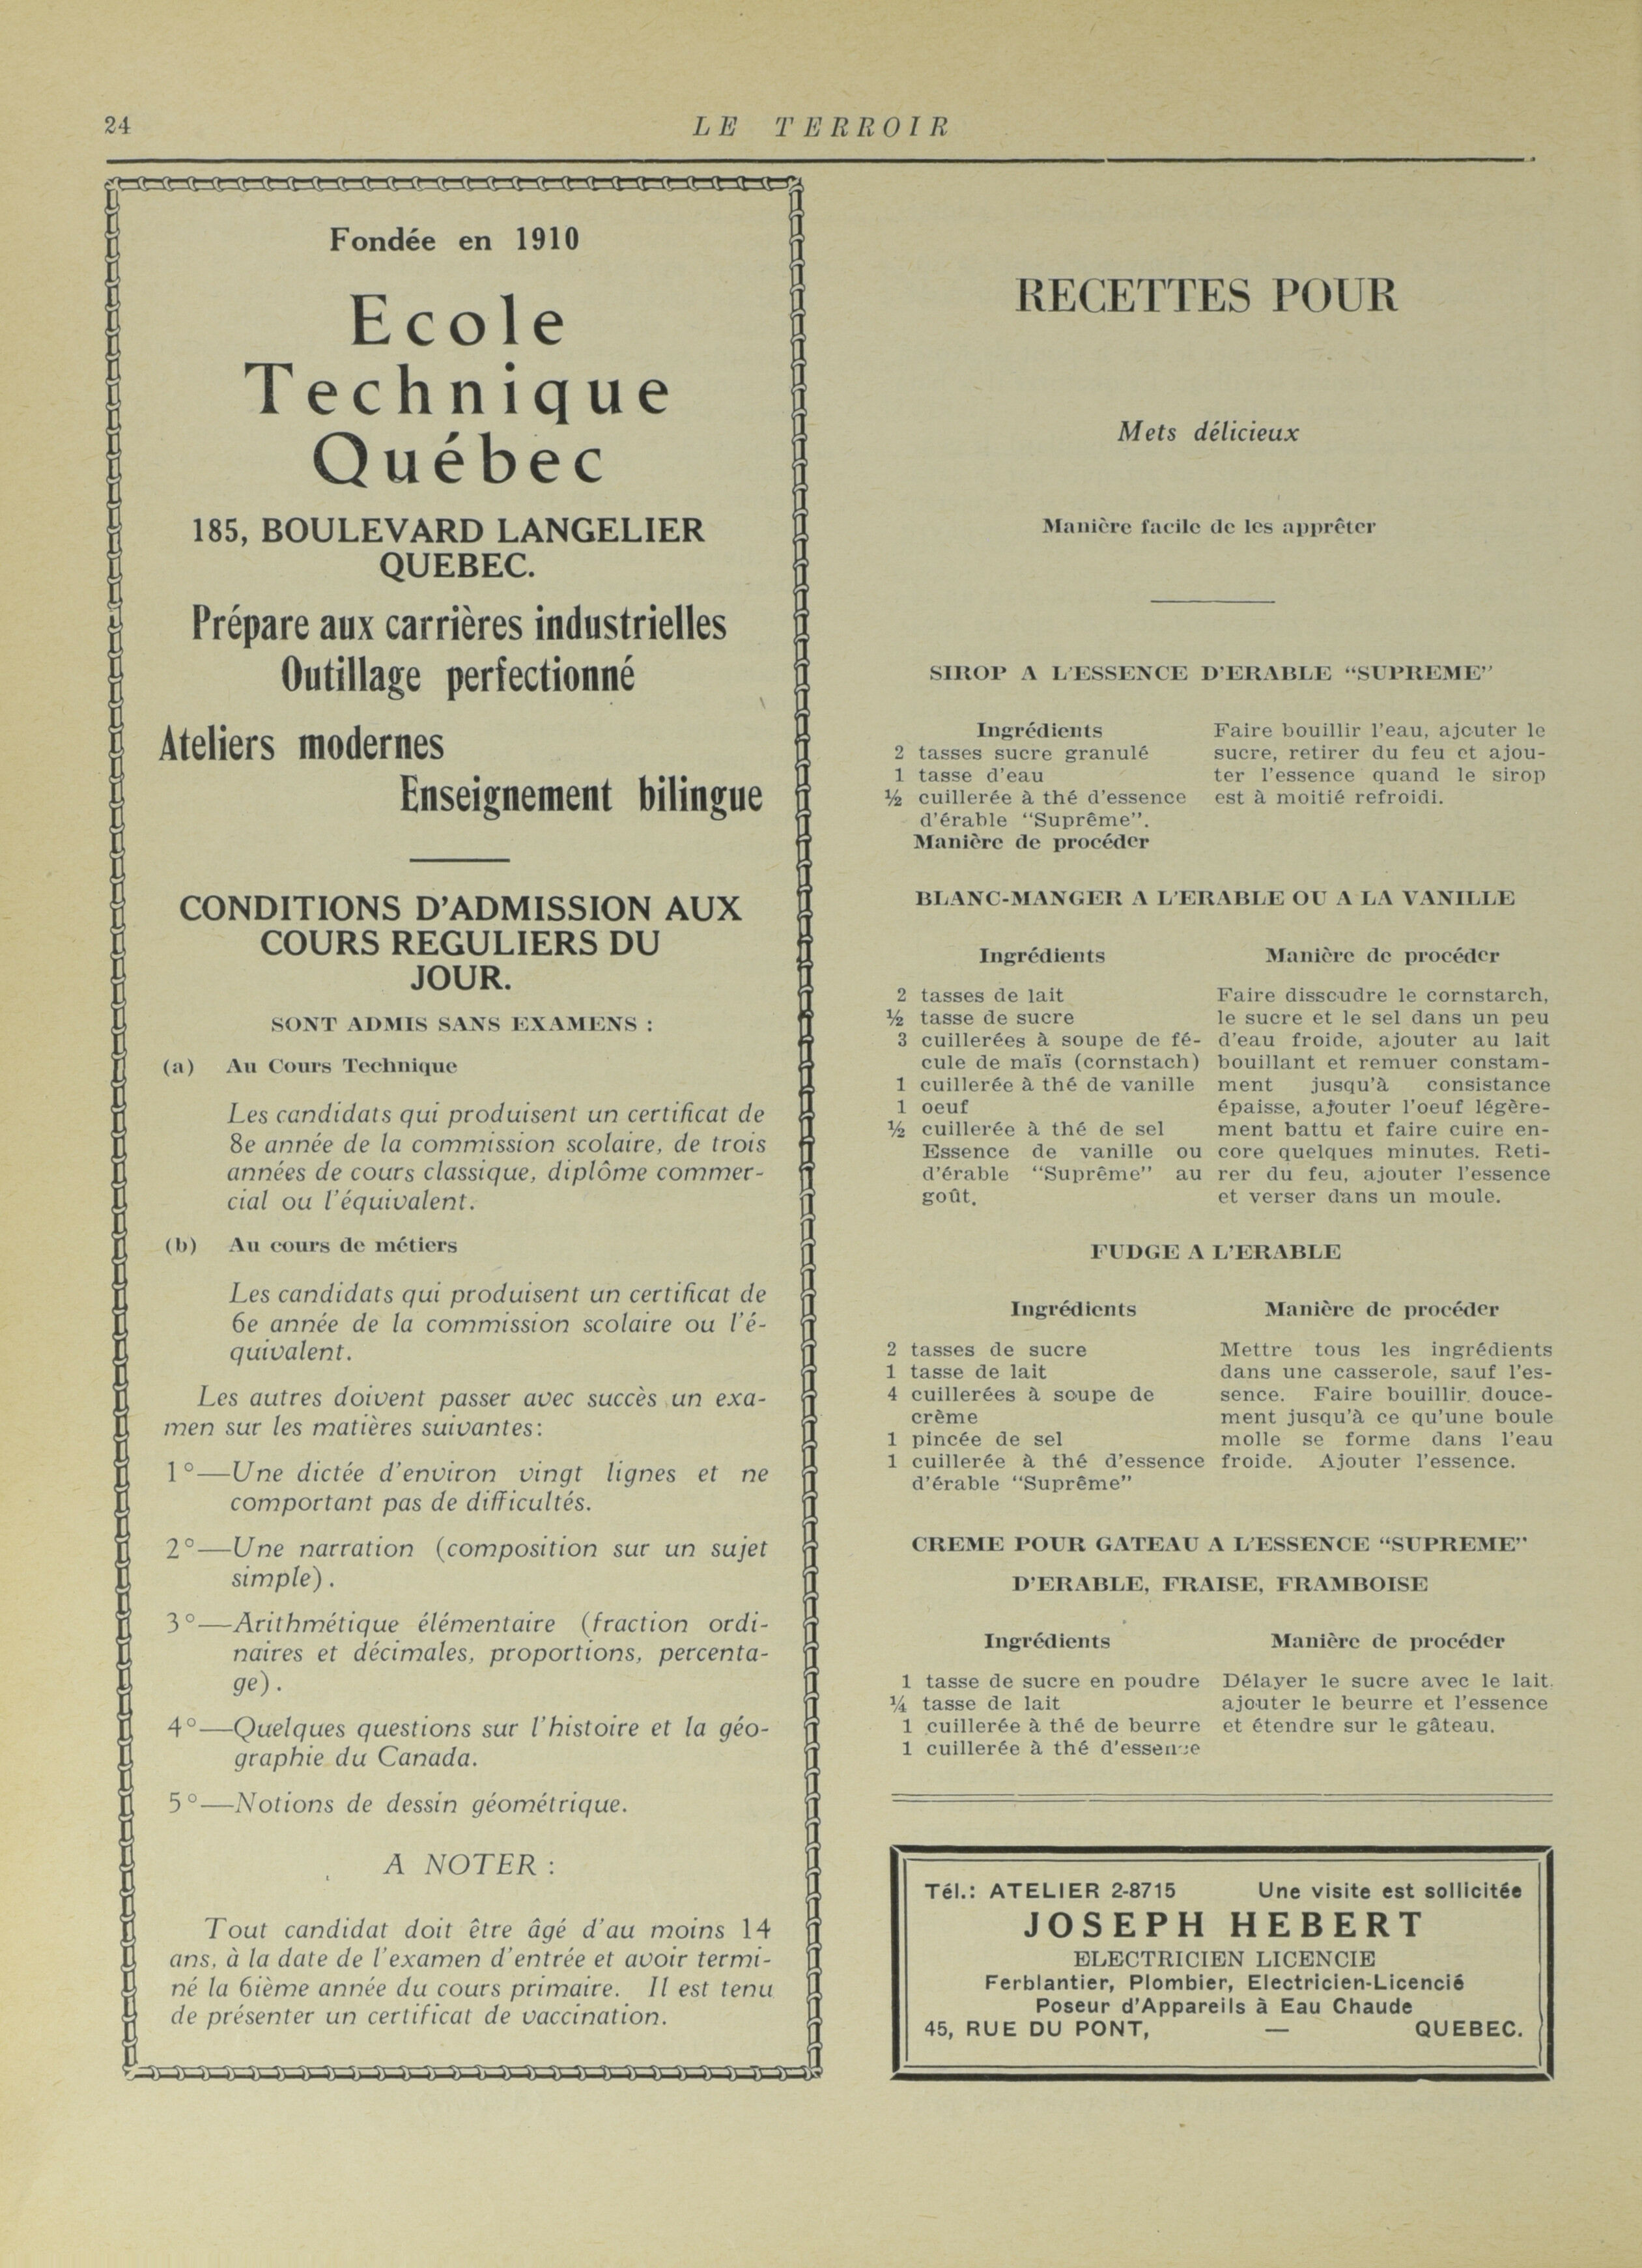 24
LE TERROIR
Fondée en 1910
Ecole
Technique
Québec
185, BOULEVARD LANGELIER
QUEBEC.
Prépare aux carrières industrielles
Outillage perfectionné
Ateliers modernes
Enseignement bilingue
CONDITIONS D'ADMISSION AUX
COURS REGULIERS DU
JOUR.
SONT ADMIS SANS EXAMENS :
(a) Au Cours Technique
Les candidats qui produisent un certificat de
8e année de la commission scolaire, de trois
années de cours classique, diplôme commer-
cial ou l'équivalent.
(b) Au cours de métiers
Les candidats qui produisent un certificat de
6e année de la commission scolaire ou l'é-
quivalent.
Les autres doivent passer avec succès un exa-
men sur les matières suivantes:
1°—Une dictée d'environ vingt lignes et ne
comportant pas de difficultés.
2°—Une narration (composition sur un sujet
simple).
3°—Arithmétique élémentaire (fraction ordi-
naires et décimales, proportions, percenta-
ge).
4°—Quelques questions sur l'histoire et la géo-
graphie du Canada.
5°—Notions de dessin géométrique.
A NOTER :
Tout candidat doit être âgé d'au moins 14
ans, à la date de l'examen d'entrée et avoir termi-
né la 6ième année du cours primaire. Il est tenu
de présenter un certificat de vaccination.
RECETTES POUR
Mets délicieux
Manière facile de les apprêter
SIROP A L'ESSENCE D'ERABLE "SUPREME"
Ingrédients
2 tasses sucre granulé
1 tasse d'eau
½ cuillerée à thé d'essence
d'érable "Suprême".
Manière de procéder
Faire bouillir l'eau, ajouter le
sucre, retirer du feu et ajou-
ter l'essence quand le sirop
est à moitié refroidi.
BLANC-MANGER A L'ERABLE OU A LA VANILLE
Ingrédients
2 tasses de lait
½ tasse de sucre
3 cuillerées à soupe de fé-
cule de maïs (cornstach)
1 cuillerée à thé de vanille
1 oeuf
½ cuillerée à thé de sel
Essence de vanille ou
d'érable "Suprême" au
goût.
Manière de procéder
Faire dissoudre le cornstarch,
le sucre et le sel dans un peu
d'eau froide, ajouter au lait
bouillant et remuer constam-
ment jusqu'à consistance
épaisse, ajouter l'oeuf légère-
ment battu et faire cuire en-
core quelques minutes. Reti-
rer du feu, ajouter l'essence
et verser dans un moule.
FUDGE A L'ERABLE
Ingrédients
2 tasses de sucre
1 tasse de lait
4 cuillerées à soupe de
crème
1 pincée de sel
1 cuillerée à thé d'essence
d'érable "Suprême"
Manière de procéder
Mettre tous les ingrédients
dans une casserole, sauf l'es-
sence. Faire bouillir douce-
ment jusqu'à ce qu'une boule
molle se forme dans l'eau
froide. Ajouter l'essence.
CREME POUR GATEAU A L'ESSENCE "SUPREME"
D'ERABLE, FRAISE, FRAMBOISE
Ingrédients
1 tasse de sucre en poudre
¼ tasse de lait
1 cuillerée à thé de beurre
1 cuillerée à thé d'essence
Manière de procéder
Délayer le sucre avec le lait.
ajouter le beurre et l'essence
et étendre sur le gâteau.
Tél.: ATELIER 2-8715 Une visite est sollicitée
JOSEPH HEBERT
ELECTRICIEN LICENCIE
Ferblantier, Plombier, Electricien-Licencié
Poseur d'Appareils à Eau Chaude
45, RUE DU PONT, — QUEBEC.